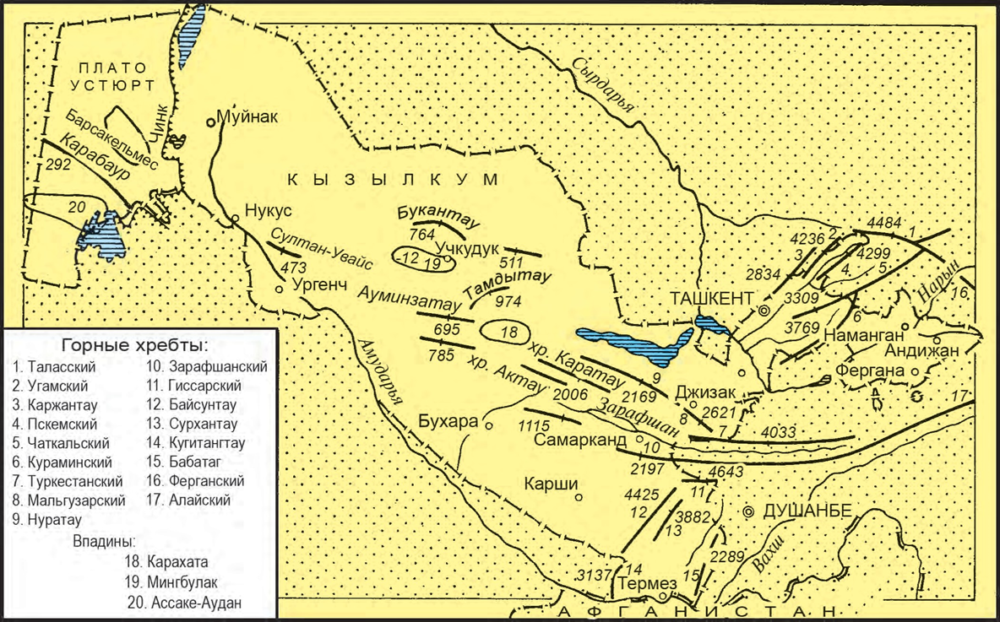 ПЛАТО
УСТЮРТ
Чинк
Барсакельмес
Карабаур
292
20
Муйнак
Сырдарья
КЫЗЫЛКУМ
Нукус
Султан-Увайс
473
Ургенч
Букантау
764
-12
19
Учкудук
511
Тамдытау
974
Ауминзатау
695
785
18
4484
1
4236
2
3
4299
4
5
2834
Нарын
16
ТАШКЕНТ
3309
3769
6
Наманган
Андижан
Фергана
17
хр. Каратау
9
2169
хр. Актау
2006
Джизак
8
2621
Зарафшан
7
4033
Амударья
Бухара
1115
Самарканд
10
2197
4643
11
Карши
4425
12
3882
13
ДУШАНБЕ
Вахш
2289
3137
14
Термез
15
АФГАНИСТАН
Горные хребты:
1. Таласский
2. Угамский
3. Каржантау
4. Пскемский
5. Чаткальский
6. Кураминский
7. Туркестанский
8. Мальгузарский
9. Нуратау
10. Зарафшанский
11. Гиссарский
12. Байсунтау
13. Сурхантау
14. Кугитангтау
15. Бабатаг
16. Ферганский
17. Алайский
Впадины:
18. Карахата
19. Мингбулак
20. Ассаке-Аудан